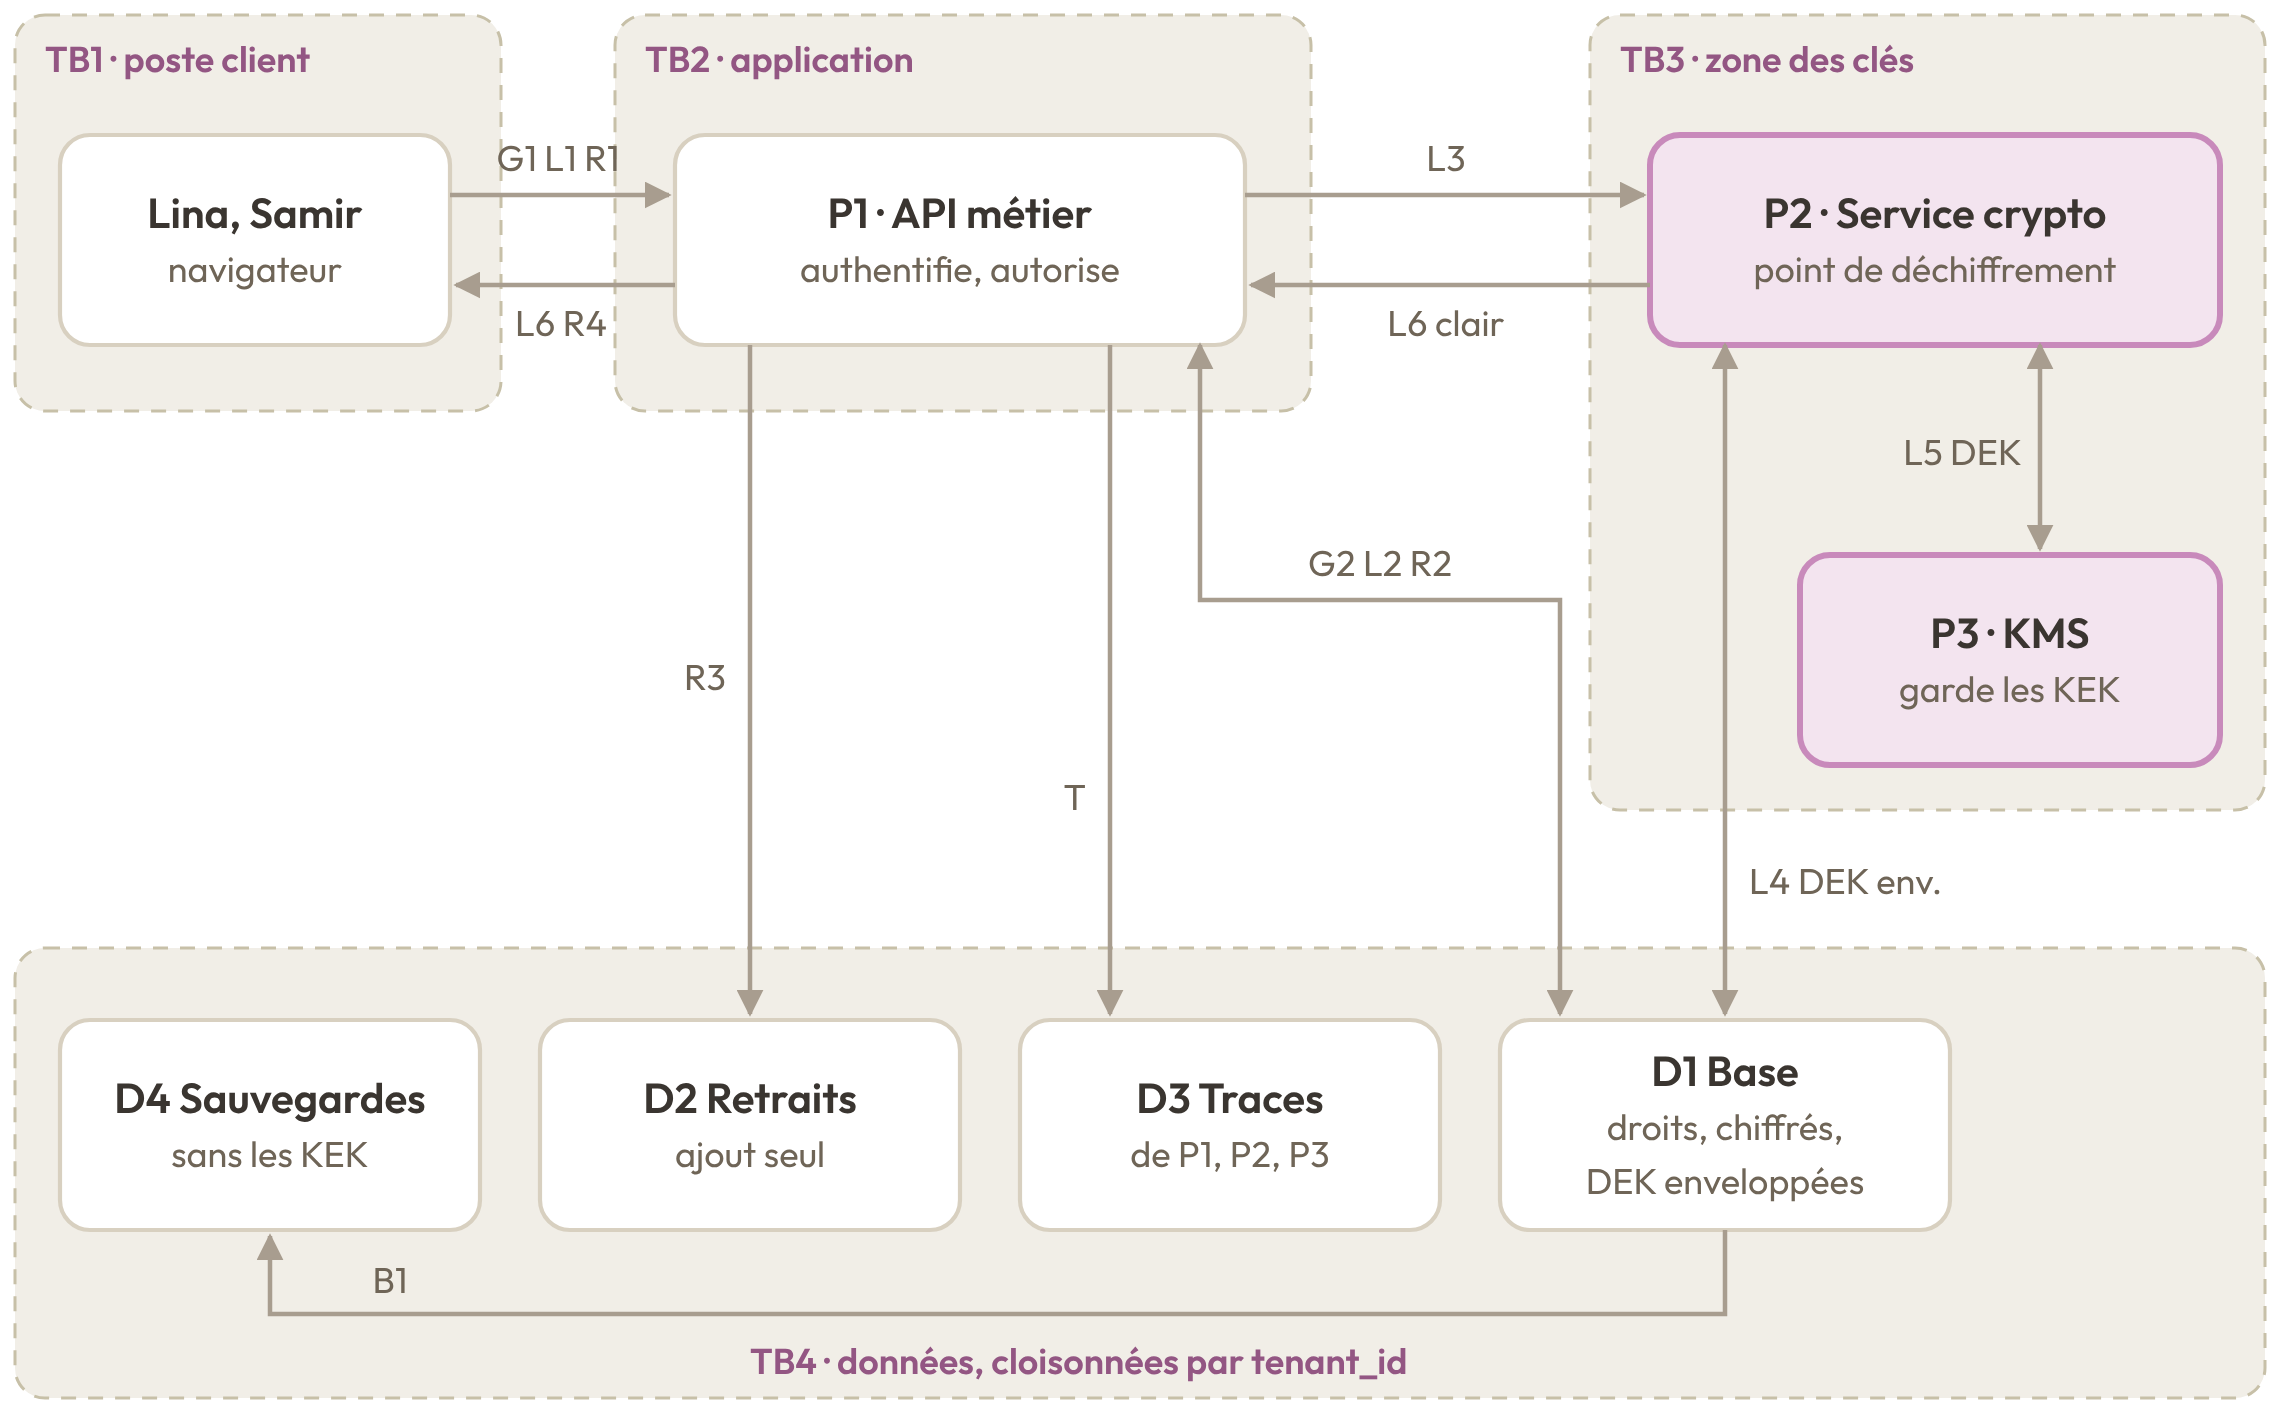 TB1 · poste client
TB2 · application
TB3 · zone des clés
G1 L1 R1
L3
Lina, Samir
navigateur
P1 · API métier
authentifie, autorise
P2 · Service crypto
point de déchiffrement
L6 R4
L6 clair
L5 DEK
G2 L2 R2
P3 · KMS
garde les KEK
R3
T
L4 DEK env.
D4 Sauvegardes
sans les KEK
D2 Retraits
ajout seul
D3 Traces
de P1, P2, P3
D1 Base
droits, chiffrés,
DEK enveloppées
B1
TB4 · données, cloisonnées par tenant_id